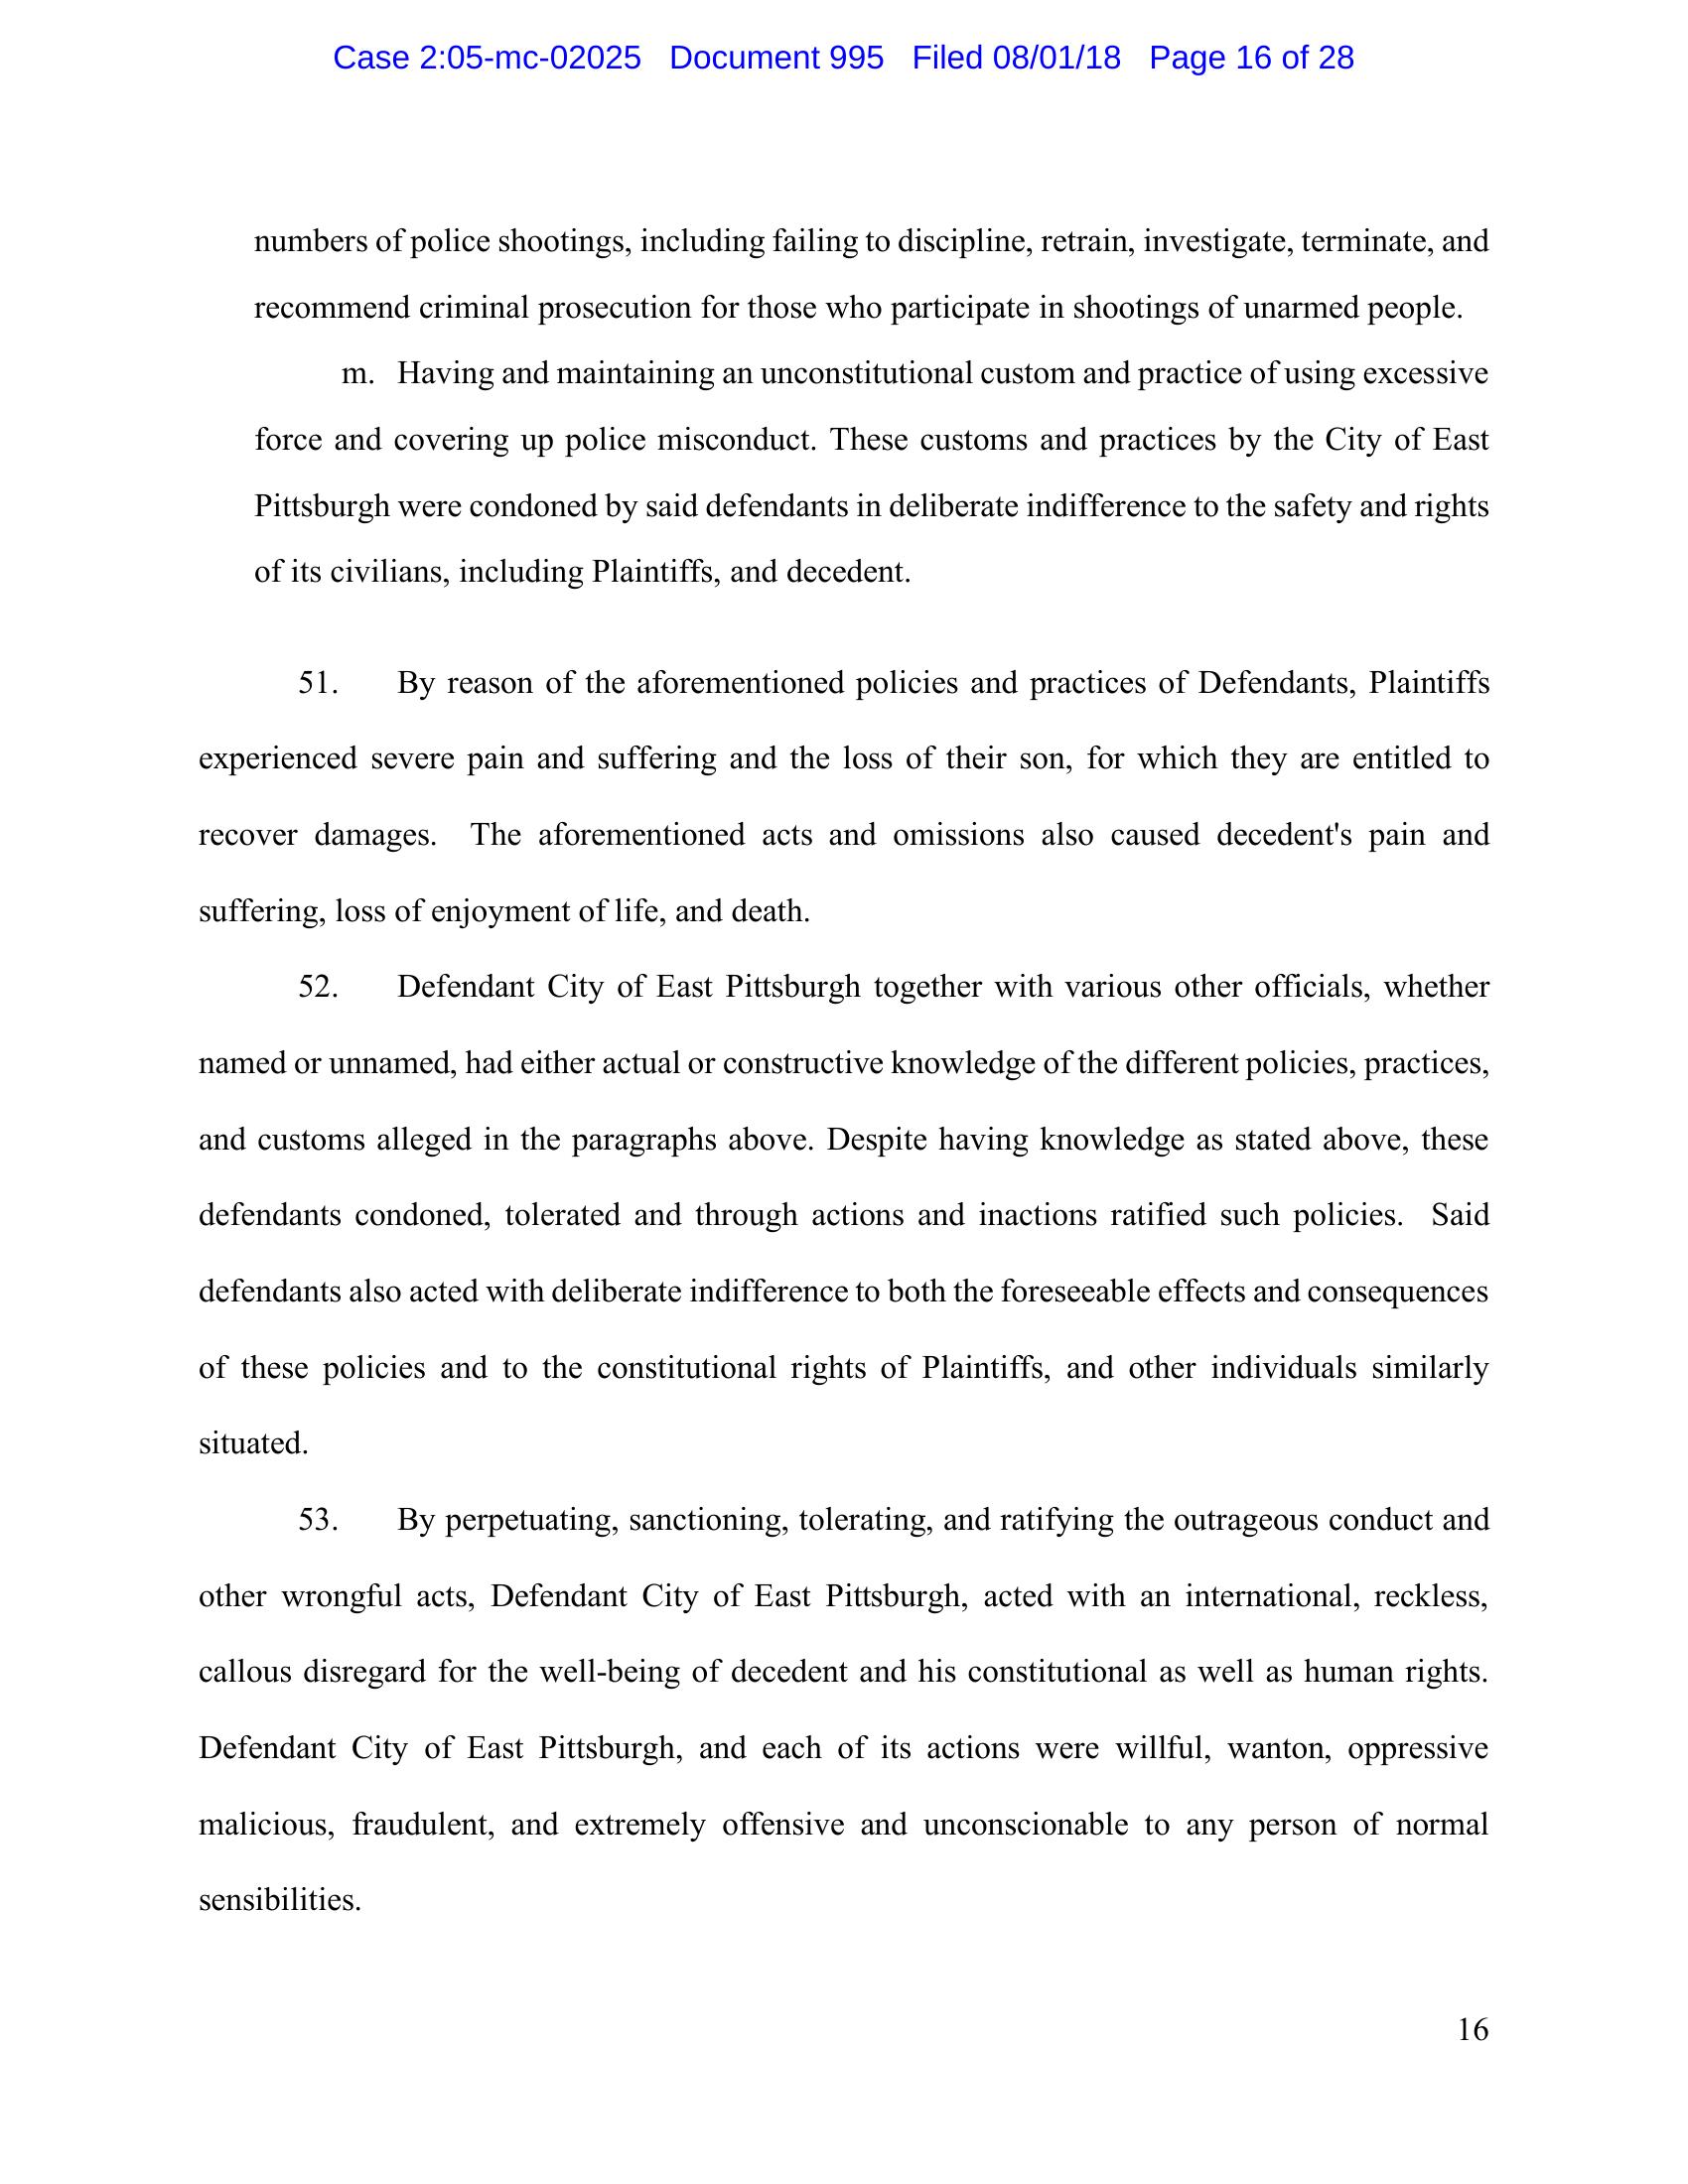 Case 2:05-mc-02025 Document 995 Filed 08/01/18 Page 16 of 28
numbers of police shootings, including failing to discipline, retrain, investigate, terminate, and
recommend criminal prosecution for those who participate in shootings of unarmed people.
m. Having and maintaining an unconstitutional custom and practice of using excessive
force and covering up police misconduct. These customs and practices by the City of East
Pittsburgh were condoned by said defendants in deliberate indifference to the safety and rights
of its civilians, including Plaintiffs, and decedent.
51. By reason of the aforementioned policies and practices of Defendants, Plaintiffs
experienced severe pain and suffering and the loss of their son, for which they are entitled to
recover damages. The aforementioned acts and omissions also caused decedent's pain and
suffering, loss of enjoyment of life, and death.
52. Defendant City of East Pittsburgh together with various other officials, whether
named or unnamed, had either actual or constructive knowledge of the different policies, practices,
and customs alleged in the paragraphs above. Despite having knowledge as stated above, these
defendants condoned, tolerated and through actions and inactions ratified such policies. Said
defendants also acted with deliberate indifference to both the foreseeable effects and consequences
of these policies and to the constitutional rights of Plaintiffs, and other individuals similarly
situated.
53. By perpetuating, sanctioning, tolerating, and ratifying the outrageous conduct and
other wrongful acts, Defendant City of East Pittsburgh, acted with an international, reckless,
callous disregard for the well-being of decedent and his constitutional as well as human rights.
Defendant City of East Pittsburgh, and each of its actions were willful, wanton, oppressive
malicious, fraudulent, and extremely offensive and unconscionable to any person of normal
sensibilities.
16